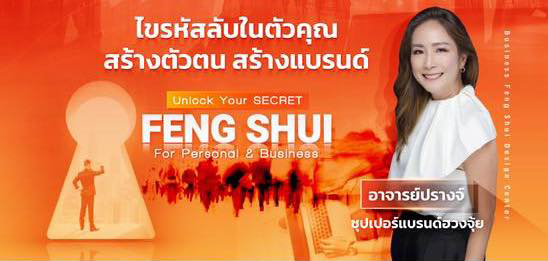 ไขรหัสลับในตัวคุณ
สร้างตัวตน สร้างแบรนด์
Unlock Your SECRET
FENG SHUI
For Personal & Business
อาจารย์ปรางจ์
ซุปเปอร์แบรนด์ฮวงจุ้ย
Business Feng Shui Design Center